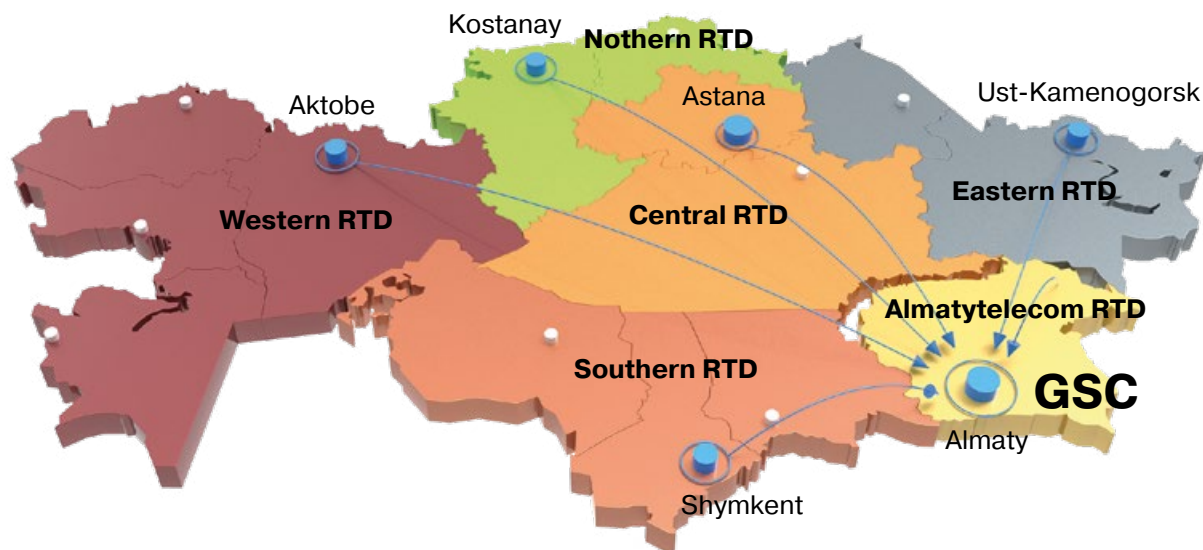 Kostanay
Nothern RTD
Aktobe
Astana
Ust-Kamenogorsk
Western RTD
Central RTD
Eastern RTD
Almatytelecom RTD
Southern RTD
GSC
Almaty
Shymkent